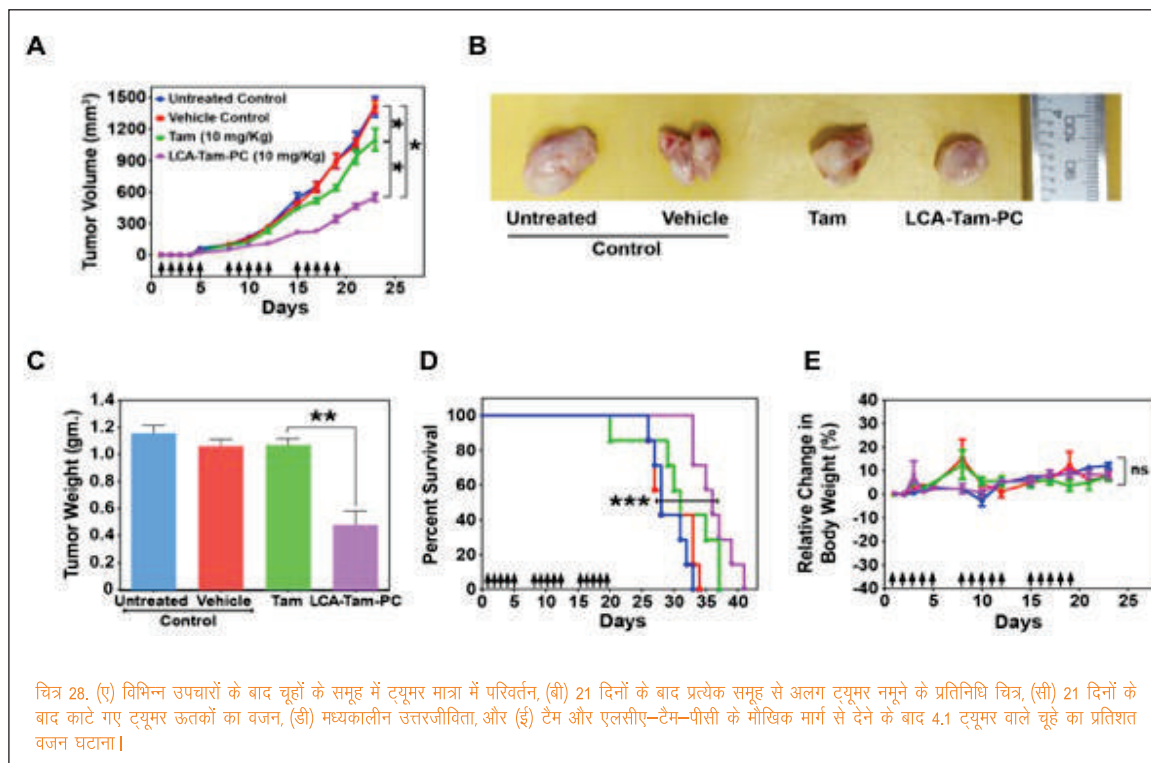 A
B
Tumor Volume (mm³)
1500
1200
900
600
300
0
Untreated Control
Vehicle Control
Tam (10 mg/Kg)
LCA-Tam-PC (10 mg/Kg)
*
*
*
0 5 10 15 20 25
Days
Untreated Vehicle Tam LCA-Tam-PC
Control
C
D
E
Tumor Weight (gm.)
1.4
1.2
1.0
0.8
0.6
0.4
0.2
0
**
Untreated Vehicle Tam LCA-Tam-PC
Control
Percent Survival
100
80
60
40
20
0
***
0 10 20 30 35 40
Days
Relative Change in
Body Weight (%)
40
30
20
10
0
-10
-20
-30
-40
ns
0 5 10 15 20 25
Days
चित्र 28. (ए) विभिन्न उपचारों के बाद चूहों के समूह में ट्यूमर मात्रा में परिवर्तन, (बी) 21 दिनों के बाद प्रत्येक समूह से अलग ट्यूमर नमूने के प्रतिनिधि चित्र, (सी) 21 दिनों के
बाद काटे गए ट्यूमर ऊतकों का वजन, (डी) मध्यकालीन उत्तरजीविता, और (ई) टैम और एलसीए–टैम–पीसी के मौखिक मार्ग से देने के बाद 4.1 ट्यूमर वाले चूहे का प्रतिशत
वजन घटाना।